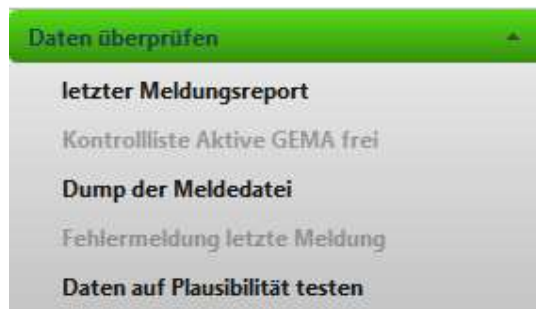 Daten überprüfen
letzter Meldungsreport
Kontrollliste Aktive GEMA frei
Dump der Meldedatei
Fehlermeldung letzte Meldung
Daten auf Plausibilität testen